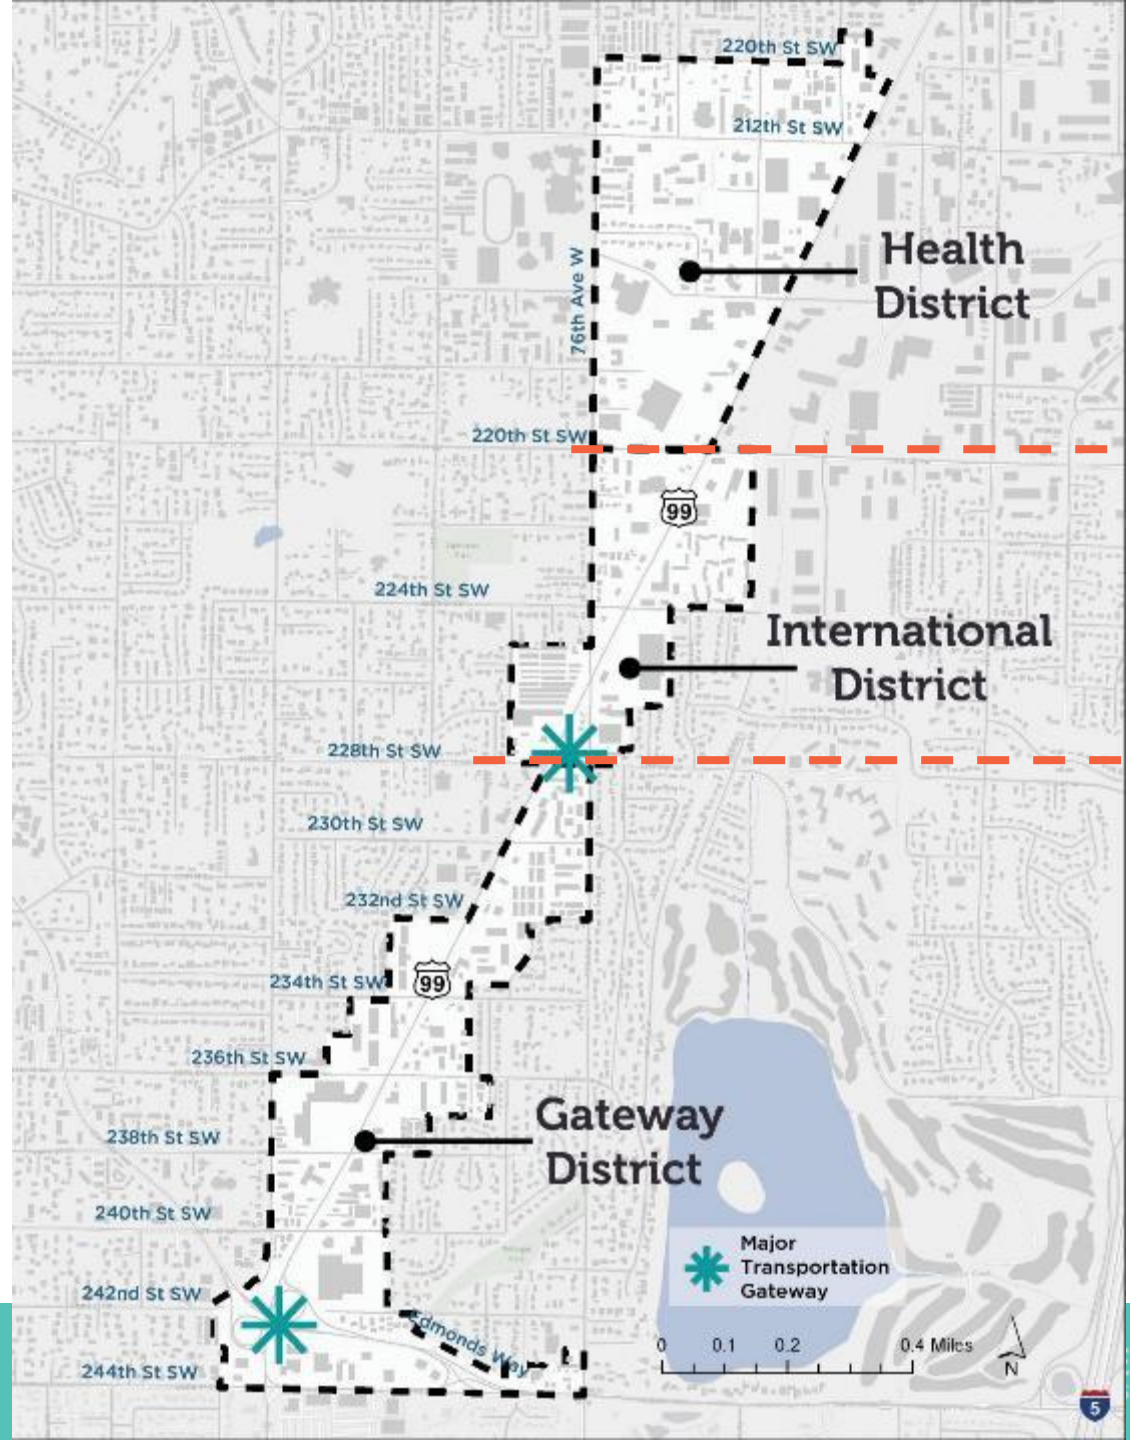 220th St SW
212th St SW
Health
District
76th Ave W
220th St SW
99
224th St SW
International
District
228th St SW
230th St SW
232nd St SW
234th St SW
99
236th St SW
Gateway
District
238th St SW
240th St SW
Major
Transportation
Gateway
242nd St SW
Edmonds Way
0 0.1 0.2 0.4 Miles
N
244th St SW
5